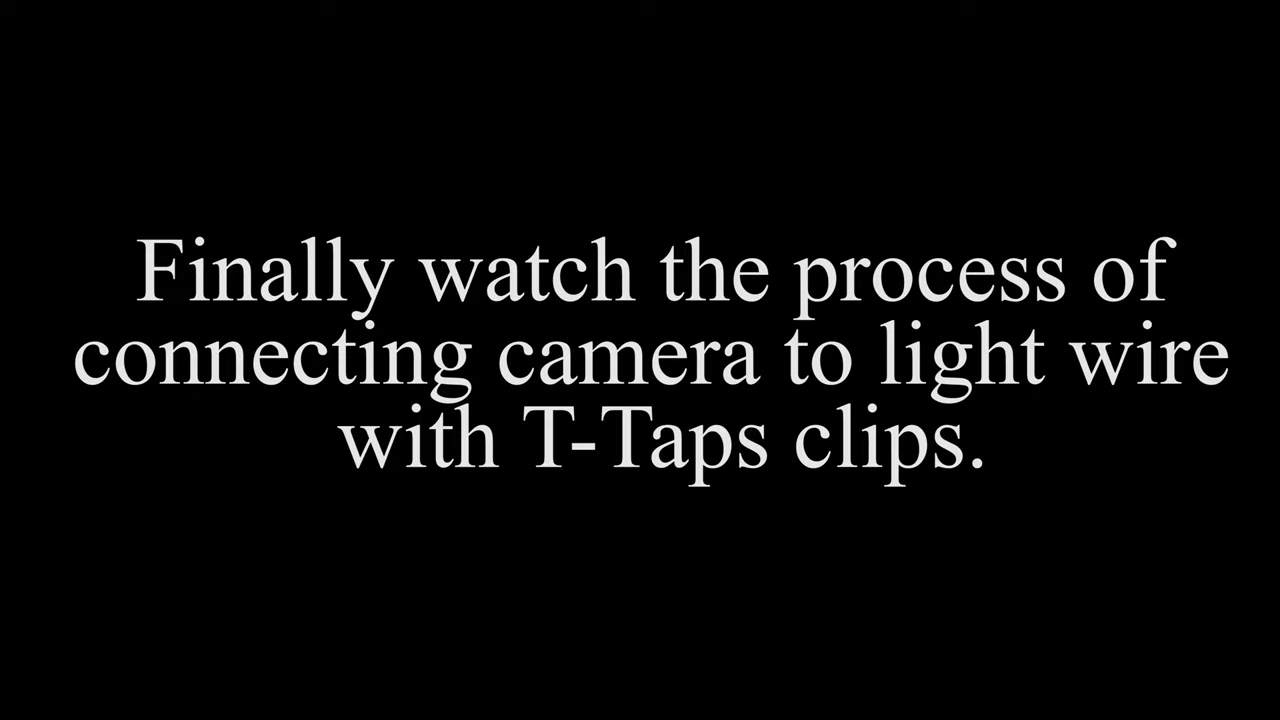 Finally watch the process of
connecting camera to light wire
with T-Taps clips.